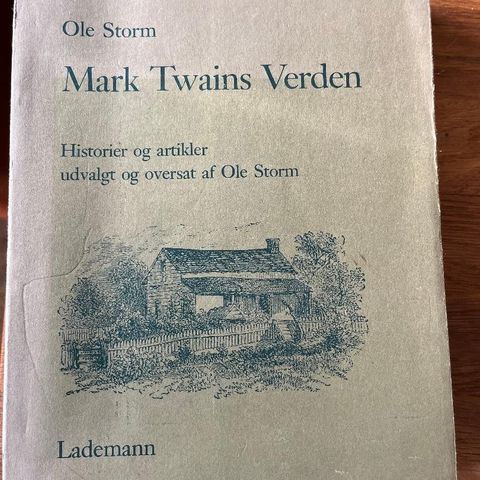 Ole Storm
Mark Twains Verden
Historier og artikler
udvalgt og oversat af Ole Storm
Lademann